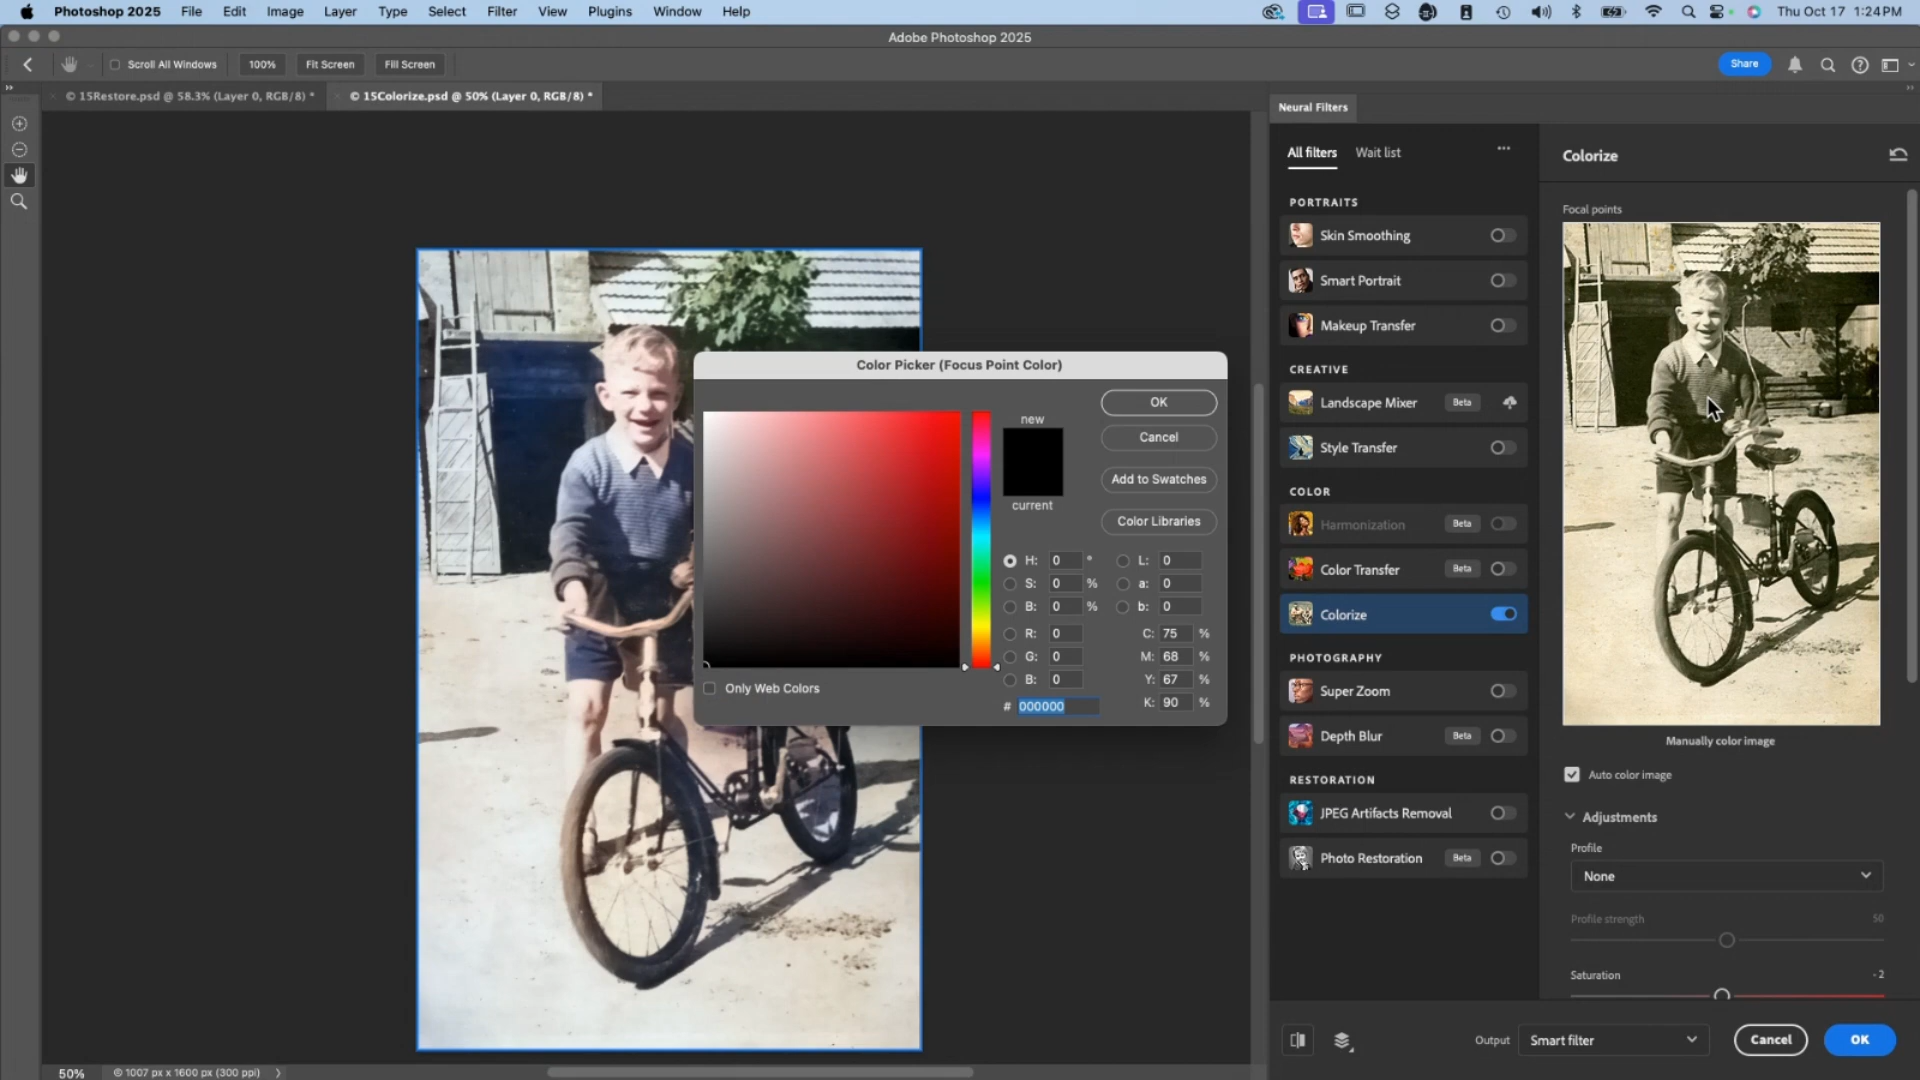 Photoshop 2025 File Edit Image Layer Type Select Filter View Plugins Window Help Thu Oct 17 1:24 PM
Adobe Photoshop 2025
Scroll All Windows 100% Fit Screen Fill Screen Share
© 15Restore.psd @ 58.3% (Layer 0, RGB/8) * © 15Colorize.psd @ 50% (Layer 0, RGB/8) *
Neural Filters
All filters Wait list
Colorize
PORTRAITS
Skin Smoothing
Smart Portrait
Makeup Transfer
CREATIVE
Landscape Mixer Beta
Style Transfer
COLOR
Harmonization Beta
Color Transfer Beta
Colorize
PHOTOGRAPHY
Super Zoom
Depth Blur Beta
RESTORATION
JPEG Artifacts Removal
Photo Restoration Beta
Focal points
Manually color image
Auto color image
Adjustments
Profile
None
Profile strength 50
Saturation -2
Output Smart filter Cancel OK
Color Picker (Focus Point Color)
new
current
OK
Cancel
Add to Swatches
Color Libraries
H: 0 ° L: 0
S: 0 % a: 0
B: 0 % b: 0
R: 0 C: 75 %
G: 0 M: 68 %
B: 0 Y: 67 %
# 000000 K: 90 %
Only Web Colors
50% © 1007 px x 1600 px (300 ppi)